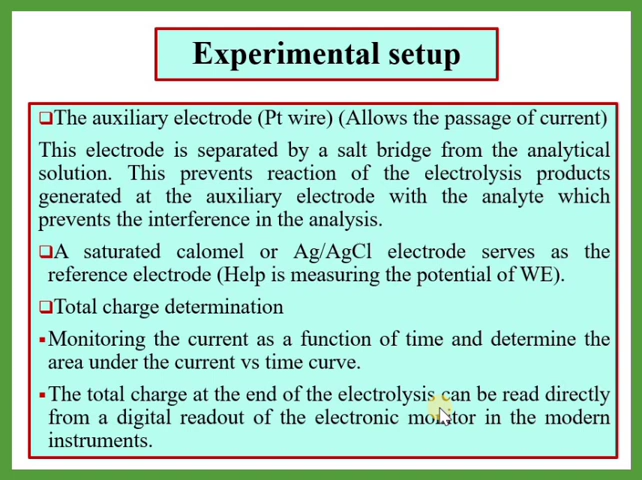 Experimental setup
❑The auxiliary electrode (Pt wire) (Allows the passage of current)
This electrode is separated by a salt bridge from the analytical
solution. This prevents reaction of the electrolysis products
generated at the auxiliary electrode with the analyte which
prevents the interference in the analysis.
❑A saturated calomel or Ag/AgCl electrode serves as the
reference electrode (Help is measuring the potential of WE).
❑Total charge determination
▪Monitoring the current as a function of time and determine the
area under the current vs time curve.
▪The total charge at the end of the electrolysis can be read directly
from a digital readout of the electronic monitor in the modern
instruments.